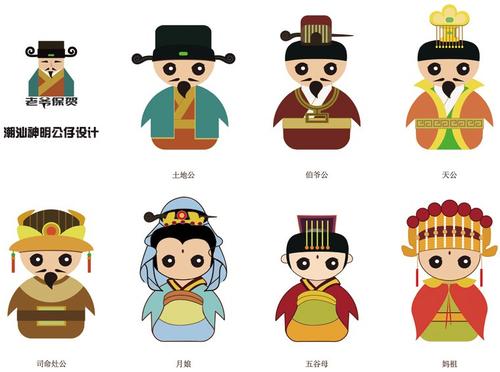 老爷保贺
潮汕神明公仔设计
土地公
伯爷公
天公
司命灶公
月娘
五谷母
妈祖